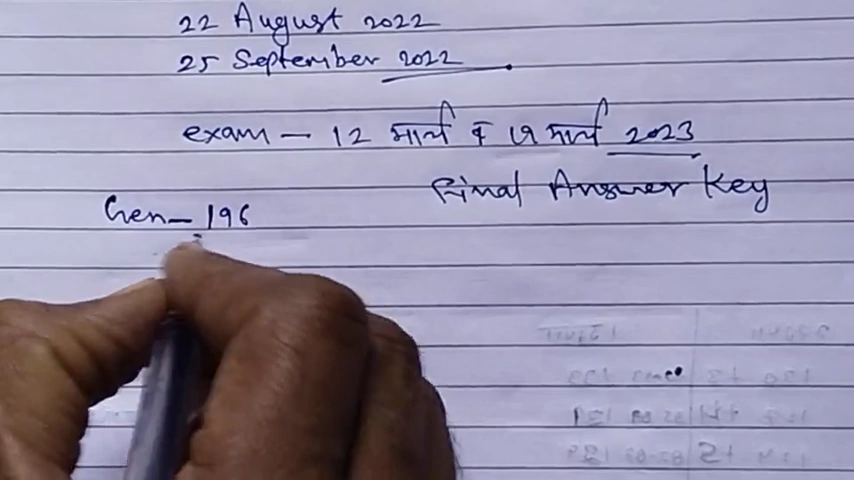 22 August 2022
25 September 2022
exam - 12 मार्च व 19 मार्च 2023
Final Answer Key
Gen - 196